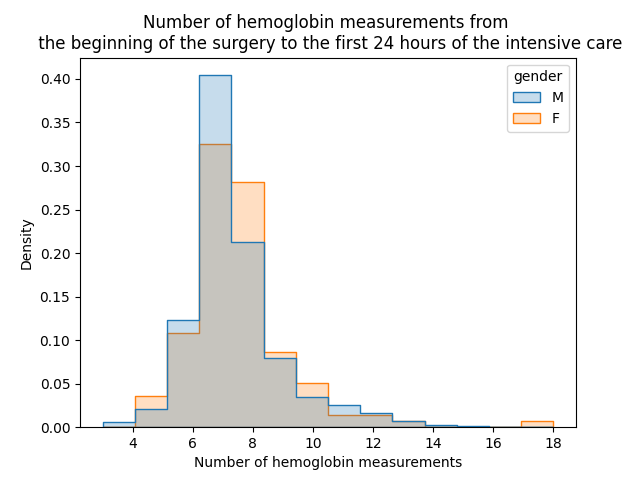 Number of hemoglobin measurements from
the beginning of the surgery to the first 24 hours of the intensive care
gender
M
F
0.40
0.35
0.30
0.25
0.20
0.15
0.10
0.05
0.00
Density
4 6 8 10 12 14 16 18
Number of hemoglobin measurements